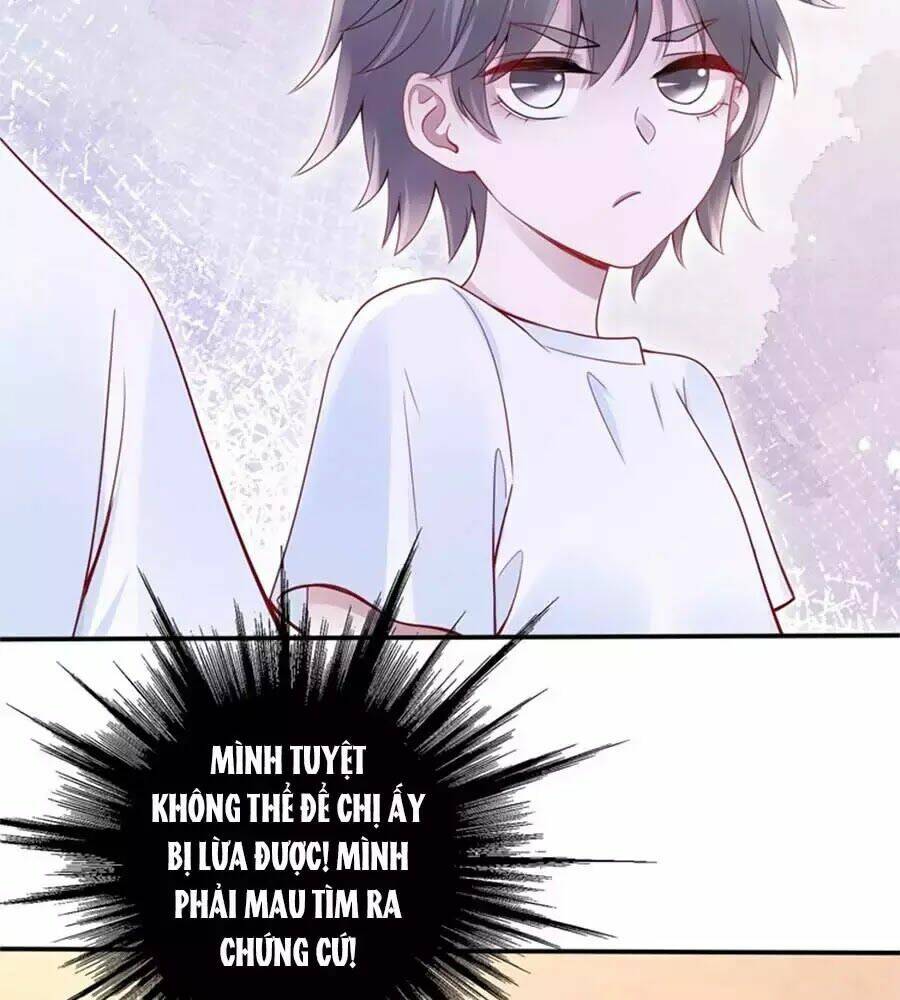 MÌNH TUYỆT
KHÔNG THỂ ĐỂ CHỊ ẤY
BỊ LỪA ĐƯỢC! MÌNH
PHẢI MAU TÌM RA
CHỨNG CỨ!